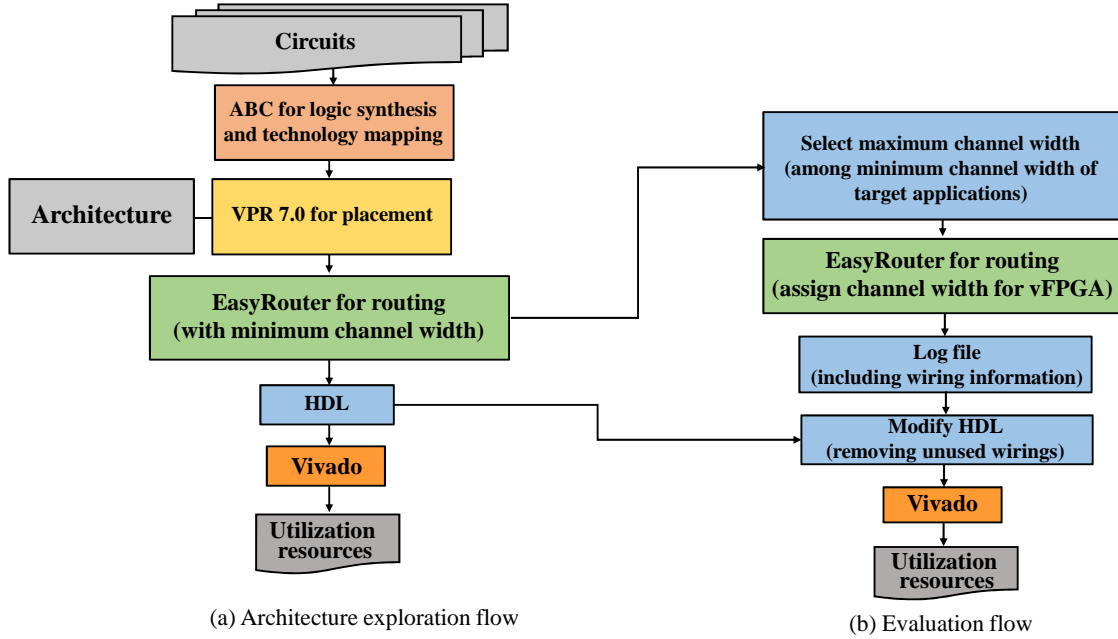 Circuits
ABC for logic synthesis
and technology mapping
Architecture
VPR 7.0 for placement
EasyRouter for routing
(with minimum channel width)
HDL
Vivado
Utilization
resources
(a) Architecture exploration flow
Select maximum channel width
(among minimum channel width of
target applications)
EasyRouter for routing
(assign channel width for vFPGA)
Log file
(including wiring information)
Modify HDL
(removing unused wirings)
Vivado
Utilization
resources
(b) Evaluation flow